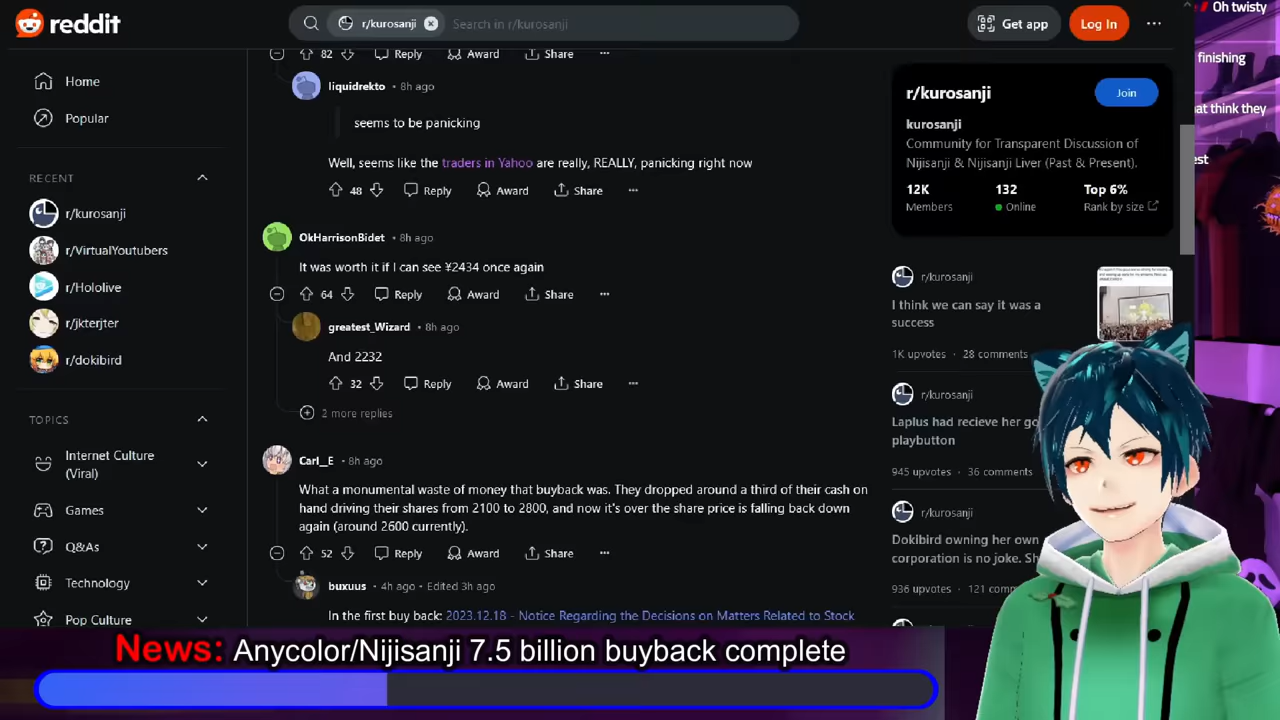 reddit
r/kurosanji
Search in r/kurosanji
Get app
Log In
Oh twisty
finishing
hat think they
est
Home
Popular
RECENT
r/kurosanji
r/VirtualYoutubers
r/Hololive
r/jkterjter
r/dokibird
TOPICS
Internet Culture
(Viral)
Games
Q&As
Technology
Pop Culture
82 Reply Award Share
liquidrekto • 8h ago
seems to be panicking
Well, seems like the traders in Yahoo are really, REALLY, panicking right now
48 Reply Award Share
OkHarrisonBidet • 8h ago
It was worth it if I can see ¥2434 once again
64 Reply Award Share
greatest_Wizard • 8h ago
And 2232
32 Reply Award Share
2 more replies
Carl__E • 8h ago
What a monumental waste of money that buyback was. They dropped around a third of their cash on
hand driving their shares from 2100 to 2800, and now it's over the share price is falling back down
again (around 2600 currently).
52 Reply Award Share
buxuus • 4h ago • Edited 3h ago
In the first buy back: 2023.12.18 - Notice Regarding the Decisions on Matters Related to Stock
r/kurosanji
Join
kurosanji
Community for Transparent Discussion of
Nijisanji & Nijisanji Liver (Past & Present).
12K 132 Top 6%
Members Online Rank by size
r/kurosanji
I think we can say it was a
success
1K upvotes • 28 comments
r/kurosanji
Laplus had recieve her go
playbutton
945 upvotes • 36 comments
r/kurosanji
Dokibird owning her own
corporation is no joke. Sh
936 upvotes • 121 comm
News: Anycolor/Nijisanji 7.5 billion buyback complete